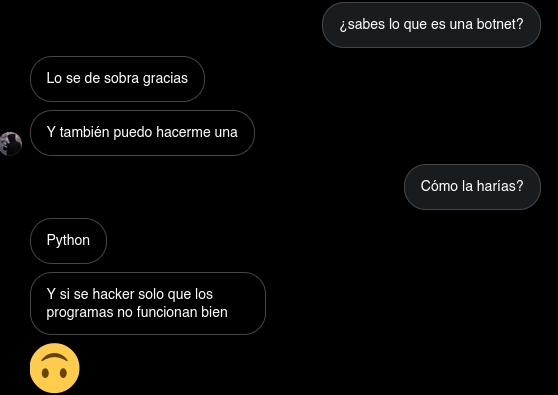 ¿sabes lo que es una botnet?
Lo se de sobra gracias
Y también puedo hacerme una
Cómo la harías?
Python
Y si se hacker solo que los
programas no funcionan bien